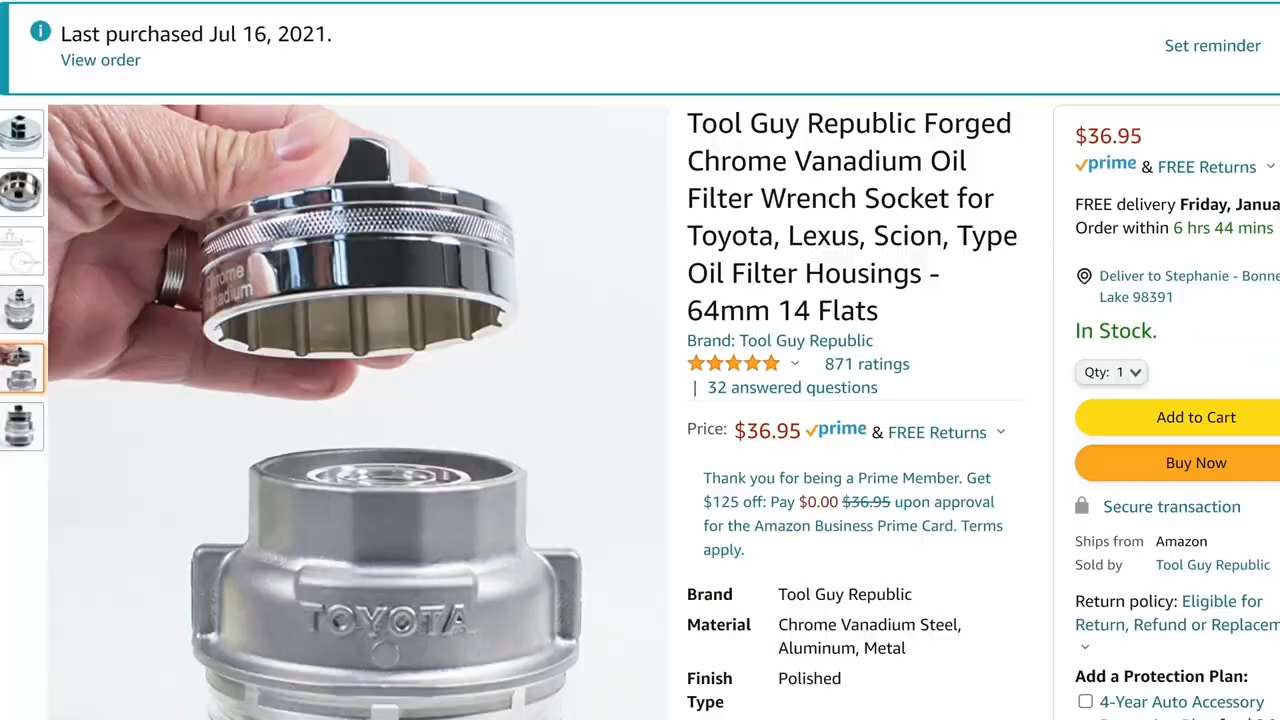 Last purchased Jul 16, 2021.
View order
Set reminder
Chrome
Vanadium
TOYOTA
Tool Guy Republic Forged
Chrome Vanadium Oil
Filter Wrench Socket for
Toyota, Lexus, Scion, Type
Oil Filter Housings -
64mm 14 Flats
Brand: Tool Guy Republic
871 ratings
| 32 answered questions
Price: $36.95 prime & FREE Returns
Thank you for being a Prime Member. Get
$125 off: Pay $0.00 $36.95 upon approval
for the Amazon Business Prime Card. Terms
apply.
Brand Tool Guy Republic
Material Chrome Vanadium Steel,
Aluminum, Metal
Finish Polished
Type
$36.95
prime & FREE Returns
FREE delivery Friday, Janua
Order within 6 hrs 44 mins
Deliver to Stephanie - Bonne
Lake 98391
In Stock.
Qty: 1
Add to Cart
Buy Now
Secure transaction
Ships from Amazon
Sold by Tool Guy Republic
Return policy: Eligible for
Return, Refund or Replacem
Add a Protection Plan:
4-Year Auto Accessory